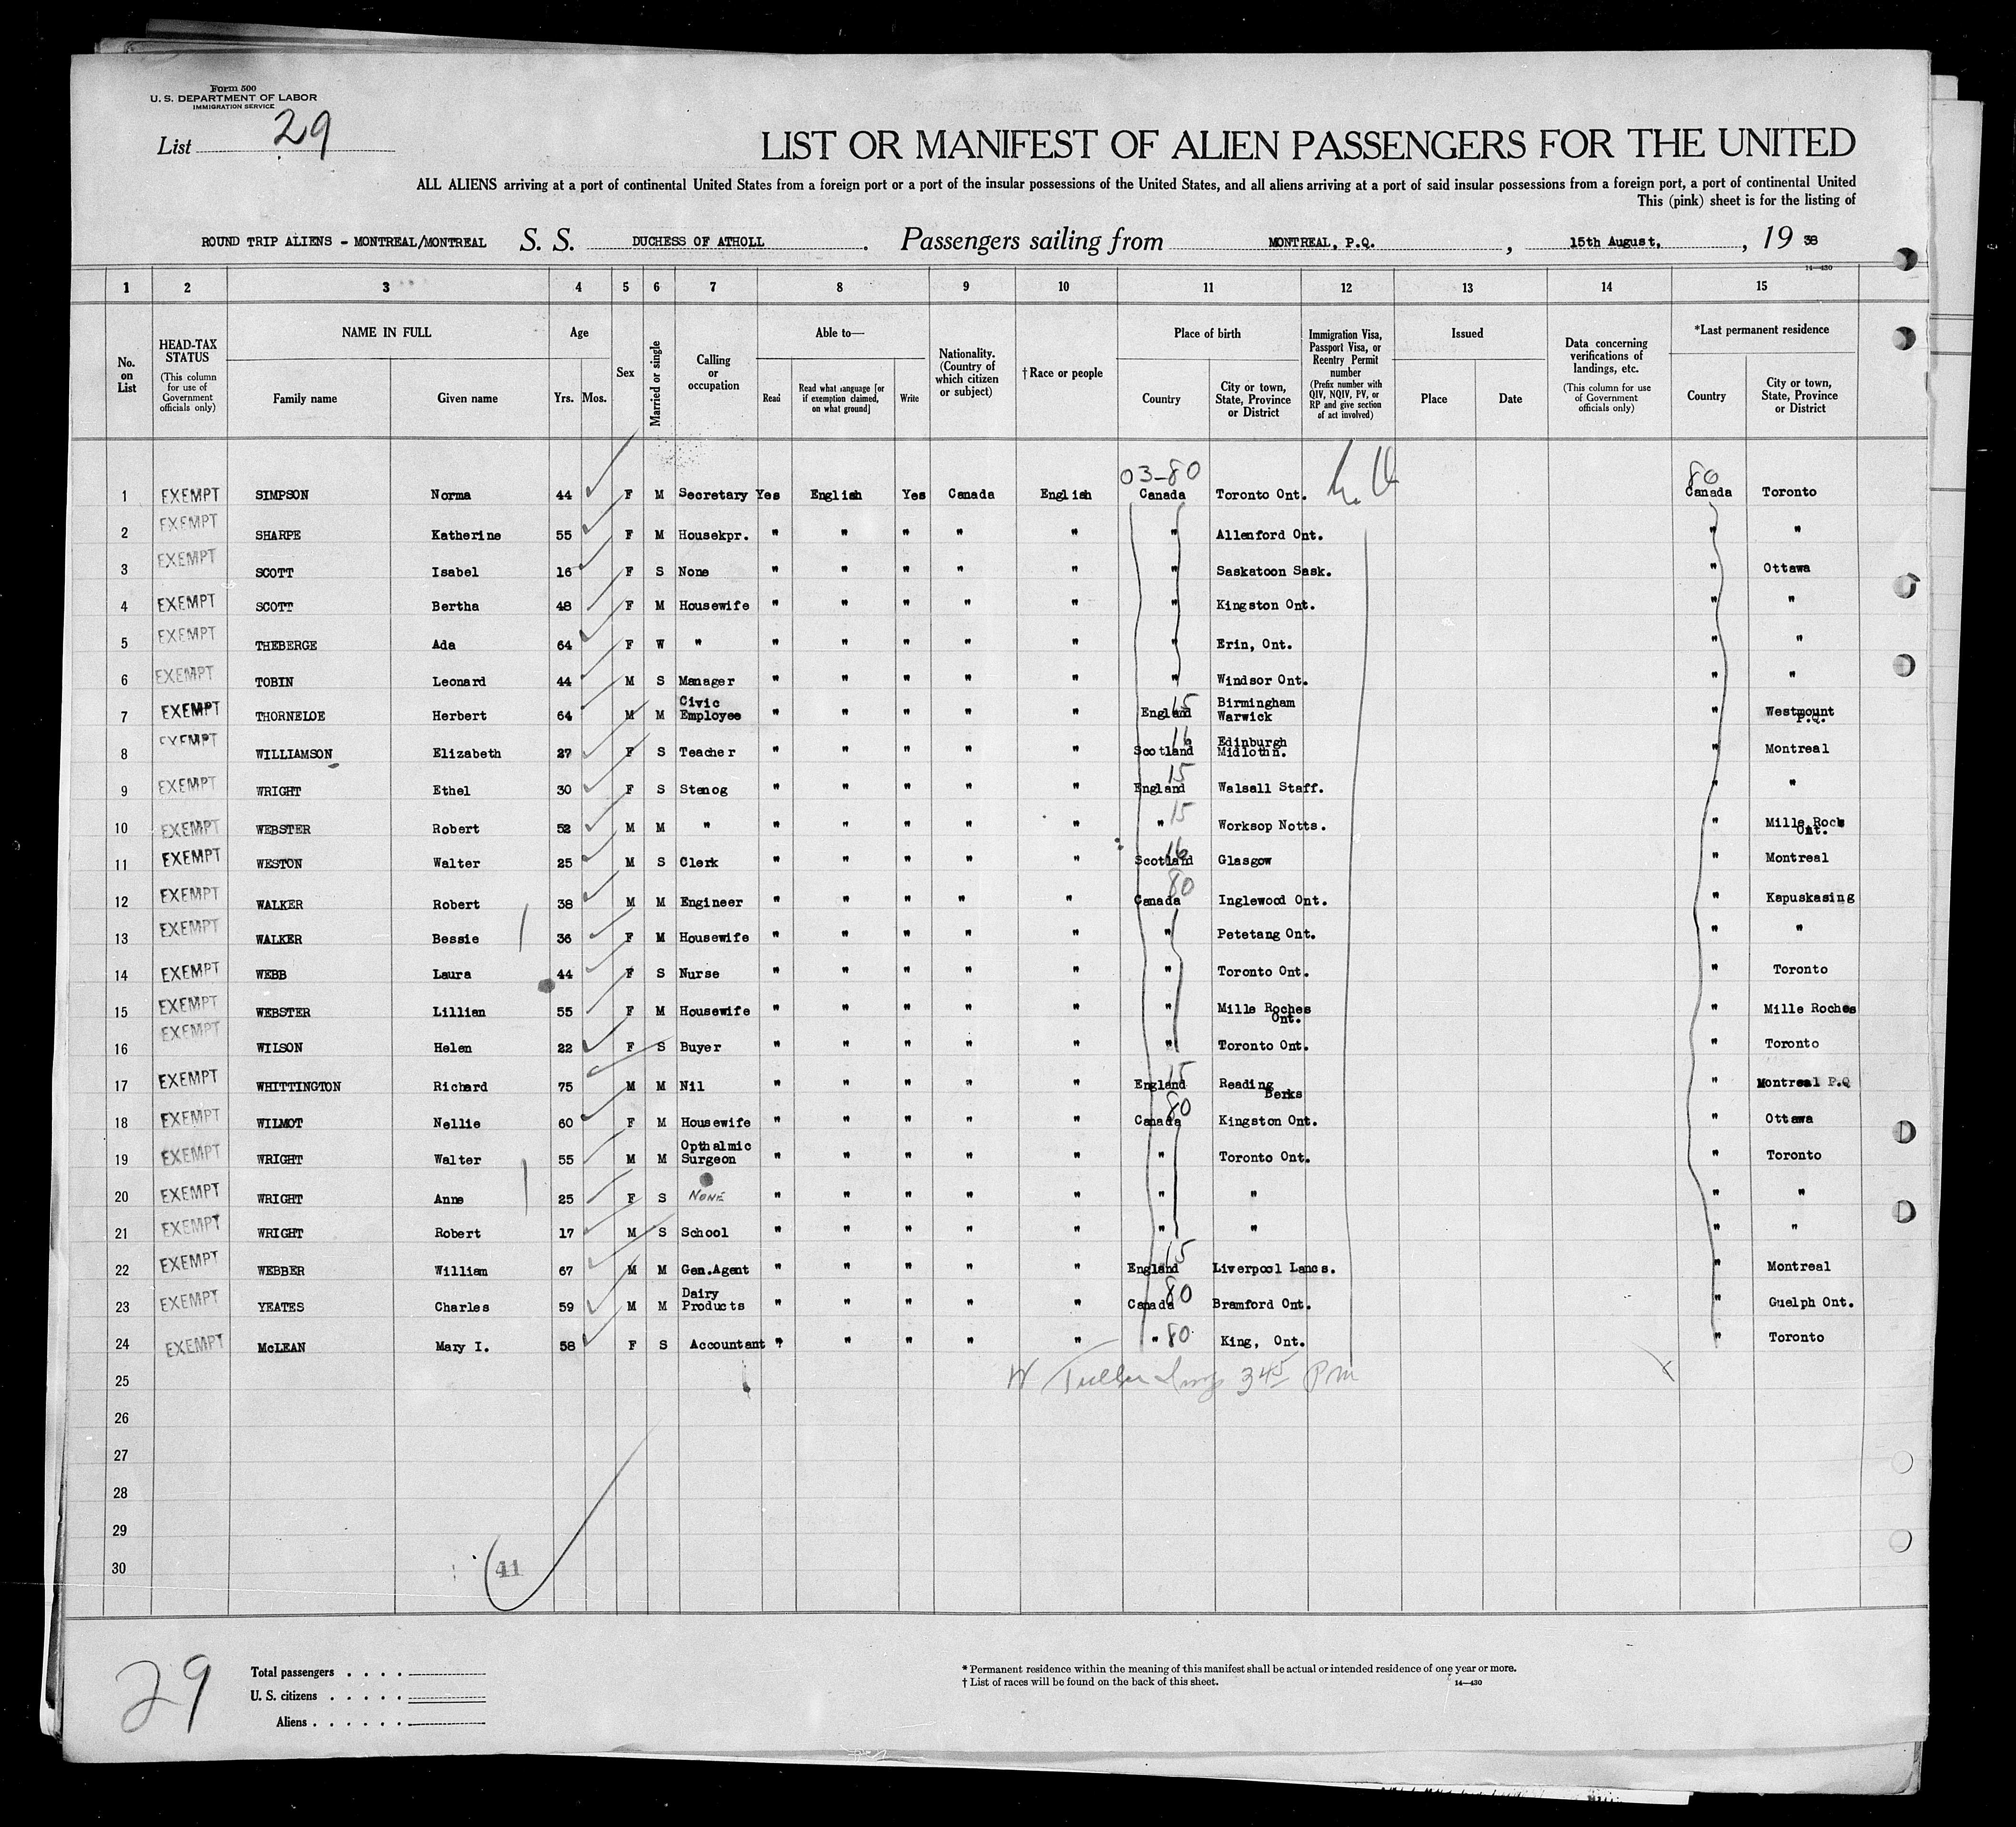 Form 500
U. S. DEPARTMENT OF LABOR
IMMIGRATION SERVICE
List 29
LIST OR MANIFEST OF ALIEN PASSENGERS FOR THE UNITED
ALL ALIENS arriving at a port of continental United States from a foreign port or a port of the insular possessions of the United States, and all aliens arriving at a port of said insular possessions from a foreign port, a port of continental United
This (pink) sheet is for the listing of
ROUND TRIP ALIENS - MONTREAL/MONTREAL S. S. DUCHESS OF ATHOLL. Passengers sailing from MONTREAL, P.Q., 15th August, , 19 38
14—430
1 2 3 4 5 6 7 8 9 10 11 12 13 14 15
No. on List
HEAD-TAX STATUS (This column for use of Government officials only)
NAME IN FULL
Family name
Given name
Age
Yrs. Mos.
Sex
Married or single
Calling or occupation
Able to—
Read
Read what language [or if exemption claimed, on what ground]
Write
Nationality. (Country of which citizen or subject)
†Race or people
Place of birth
Country
City or town, State, Province or District
Immigration Visa, Passport Visa, or Reentry Permit number (Prefix number with QIV, NQIV, PV, or RP and give section of act involved)
Issued
Place
Date
Data concerning verifications of landings, etc. (This column for use of Government officials only)
*Last permanent residence
Country
City or town, State, Province or District
03-80 80
1 EXEMPT SIMPSON Norma 44 F M Secretary Yes English Yes Canada English Canada Toronto Ont. Canada Toronto
2 EXEMPT SHARPE Katherine 55 F M Housekpr. " " " " " " Allenford Ont. " "
3 EXEMPT SCOTT Isabel 16 F S None " " " " " " Saskatoon Sask. " Ottawa
4 EXEMPT SCOTT Bertha 48 F M Housewife " " " " " " Kingston Ont. " "
5 EXEMPT THEBERGE Ada 64 F W " " " " " " " Erin, Ont. " "
6 EXEMPT TOBIN Leonard 44 M S Manager " " " " " " Windsor Ont. " "
7 EXEMPT THORNELOE Herbert 64 M M Civic Employee " " " " " England 15 Birmingham Warwick " Westmount P.Q.
8 EXEMPT WILLIAMSON Elizabeth 27 F S Teacher " " " " " Scotland 16 Edinburgh Midlothn. " Montreal
9 EXEMPT WRIGHT Ethel 30 F S Stenog " " " " " England 15 Walsall Staff. " "
10 EXEMPT WEBSTER Robert 52 M M " " " " " " " 15 Worksop Notts. " Mille Rochs Ont.
11 EXEMPT WESTON Walter 25 M S Clerk " " " " " Scotland 16 Glasgow " Montreal
12 EXEMPT WALKER Robert 38 M M Engineer " " " " " Canada 80 Inglewood Ont. " Kapuskasing
13 EXEMPT WALKER Bessie 36 F M Housewife " " " " " " Petetang Ont. " "
14 EXEMPT WEBB Laura 44 F S Nurse " " " " " " Toronto Ont. " Toronto
15 EXEMPT WEBSTER Lillian 55 F M Housewife " " " " " " Mille Roches Ont. " Mille Roches
16 EXEMPT WILSON Helen 22 F S Buyer " " " " " " Toronto Ont. " Toronto
17 EXEMPT WHITTINGTON Richard 75 M M Nil " " " " " England 15 Reading Berks " Montreal P.Q
18 EXEMPT WILMOT Nellie 60 F M Housewife " " " " " Canada 80 Kingston Ont. " Ottawa
19 EXEMPT WRIGHT Walter 55 M M Opthalmic Surgeon " " " " " " Toronto Ont. " Toronto
20 EXEMPT WRIGHT Anne 25 F S NONE " " " " " " " " "
21 EXEMPT WRIGHT Robert 17 M S School " " " " " " " " "
22 EXEMPT WEBBER William 67 M M Gen.Agent " " " " " England 15 Liverpool Lancs. " Montreal
23 EXEMPT YEATES Charles 59 M M Dairy Products " " " " " Canada 80 Bramford Ont. " Guelph Ont.
24 EXEMPT McLEAN Mary I. 58 F S Accountant " " " " " " 80 King, Ont. " Toronto
25 345 PM
26
27
28
29
30
41
29
Total passengers . . . .
U. S. citizens . . . . .
Aliens . . . . . .
* Permanent residence within the meaning of this manifest shall be actual or intended residence of one year or more.
† List of races will be found on the back of this sheet. 14—430